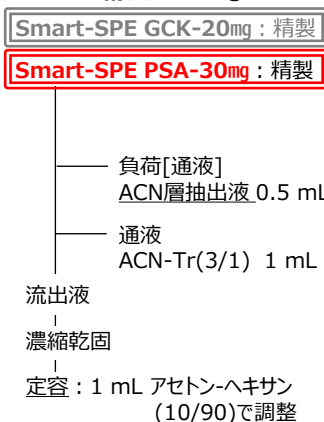 Smart-SPE GCK-20㎎：精製
Smart-SPE PSA-30㎎：精製
負荷[通液]
ACN層抽出液 0.5 mL
通液
ACN-Tr(3/1) 1 mL
流出液
濃縮乾固
定容：1 mL アセトン-ヘキサン
(10/90)で調整